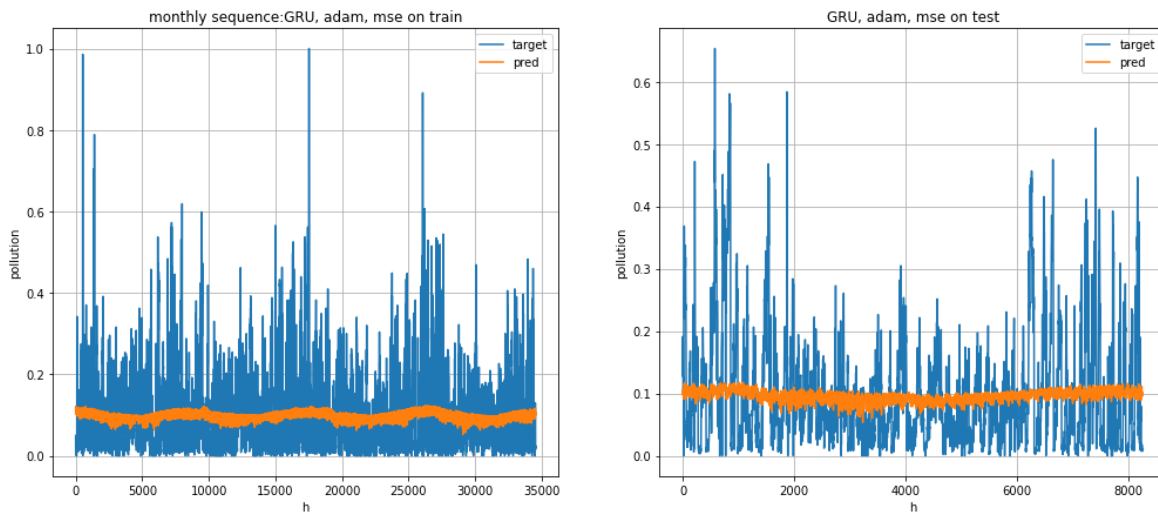 monthly sequence:GRU, adam, mse on train
target
pred
pollution
1.0
0.8
0.6
0.4
0.2
0.0
0
5000
10000
15000
20000
25000
30000
35000
h
GRU, adam, mse on test
target
pred
pollution
0.6
0.5
0.4
0.3
0.2
0.1
0.0
0
2000
4000
6000
8000
h